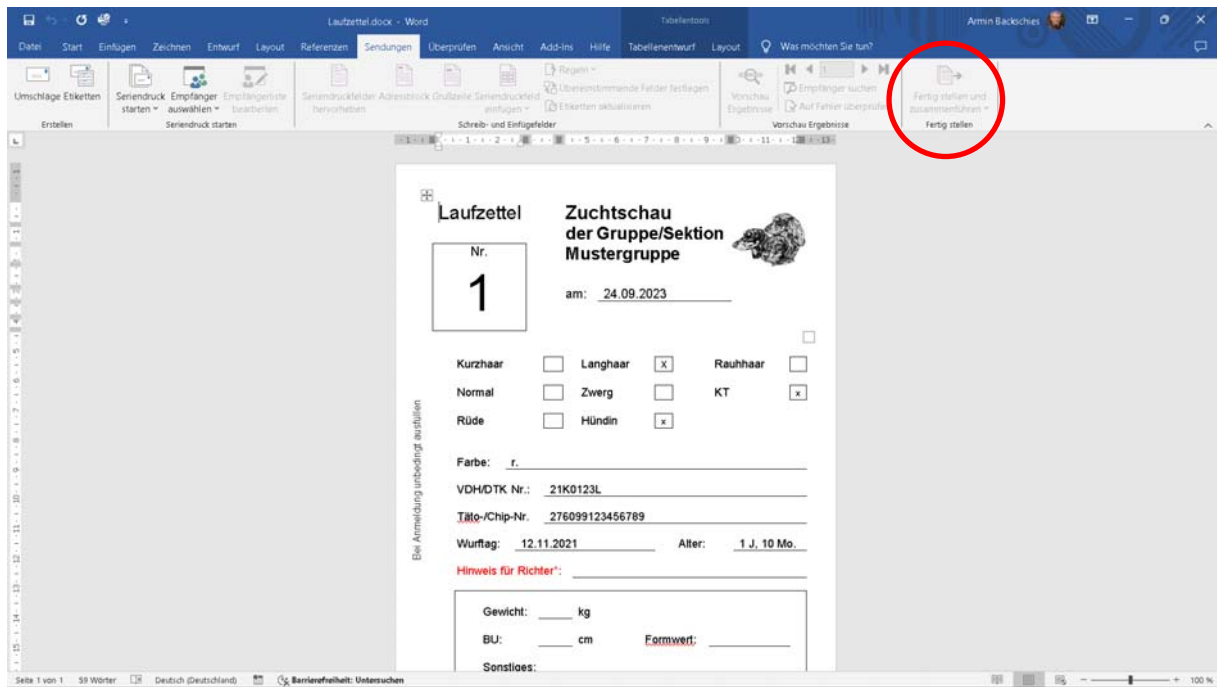 Laufzettel.docx - Word
Tabellentools
Armin Backschies
Datei Start Einfügen Zeichnen Entwurf Layout Referenzen Sendungen Überprüfen Ansicht Add-Ins Hilfe Tabellenentwurf Layout Was möchten Sie tun?
Umschläge Etiketten
Seriendruck starten
Empfänger auswählen
Empfängerliste bearbeiten
Seriendruckfelder hervorheben
Adressblock
Grußzeile
Seriendruckfeld einfügen
Regeln
Übereinstimmende Felder festlegen
Etiketten aktualisieren
Vorschau Ergebnisse
1
Empfänger suchen
Auf Fehler überprüfen
Fertig stellen und zusammenführen
Erstellen
Seriendruck starten
Schreib- und Einfügefelder
Vorschau Ergebnisse
Fertig stellen
Laufzettel
Zuchtschau
der Gruppe/Sektion
Mustergruppe
Nr.
1
am: 24.09.2023
Kurzhaar Langhaar X Rauhhaar
Normal Zwerg KT x
Rüde Hündin x
Bei Anmeldung unbedingt ausfüllen
Farbe: r.
VDH/DTK Nr.: 21K0123L
Täto-/Chip-Nr. 276099123456789
Wurftag: 12.11.2021 Alter: 1 J, 10 Mo.
Hinweis für Richter*:
Gewicht: kg
BU: cm Formwert:
Sonstiges:
Seite 1 von 1 59 Wörter Deutsch (Deutschland) Barrierefreiheit: Untersuchen 100 %